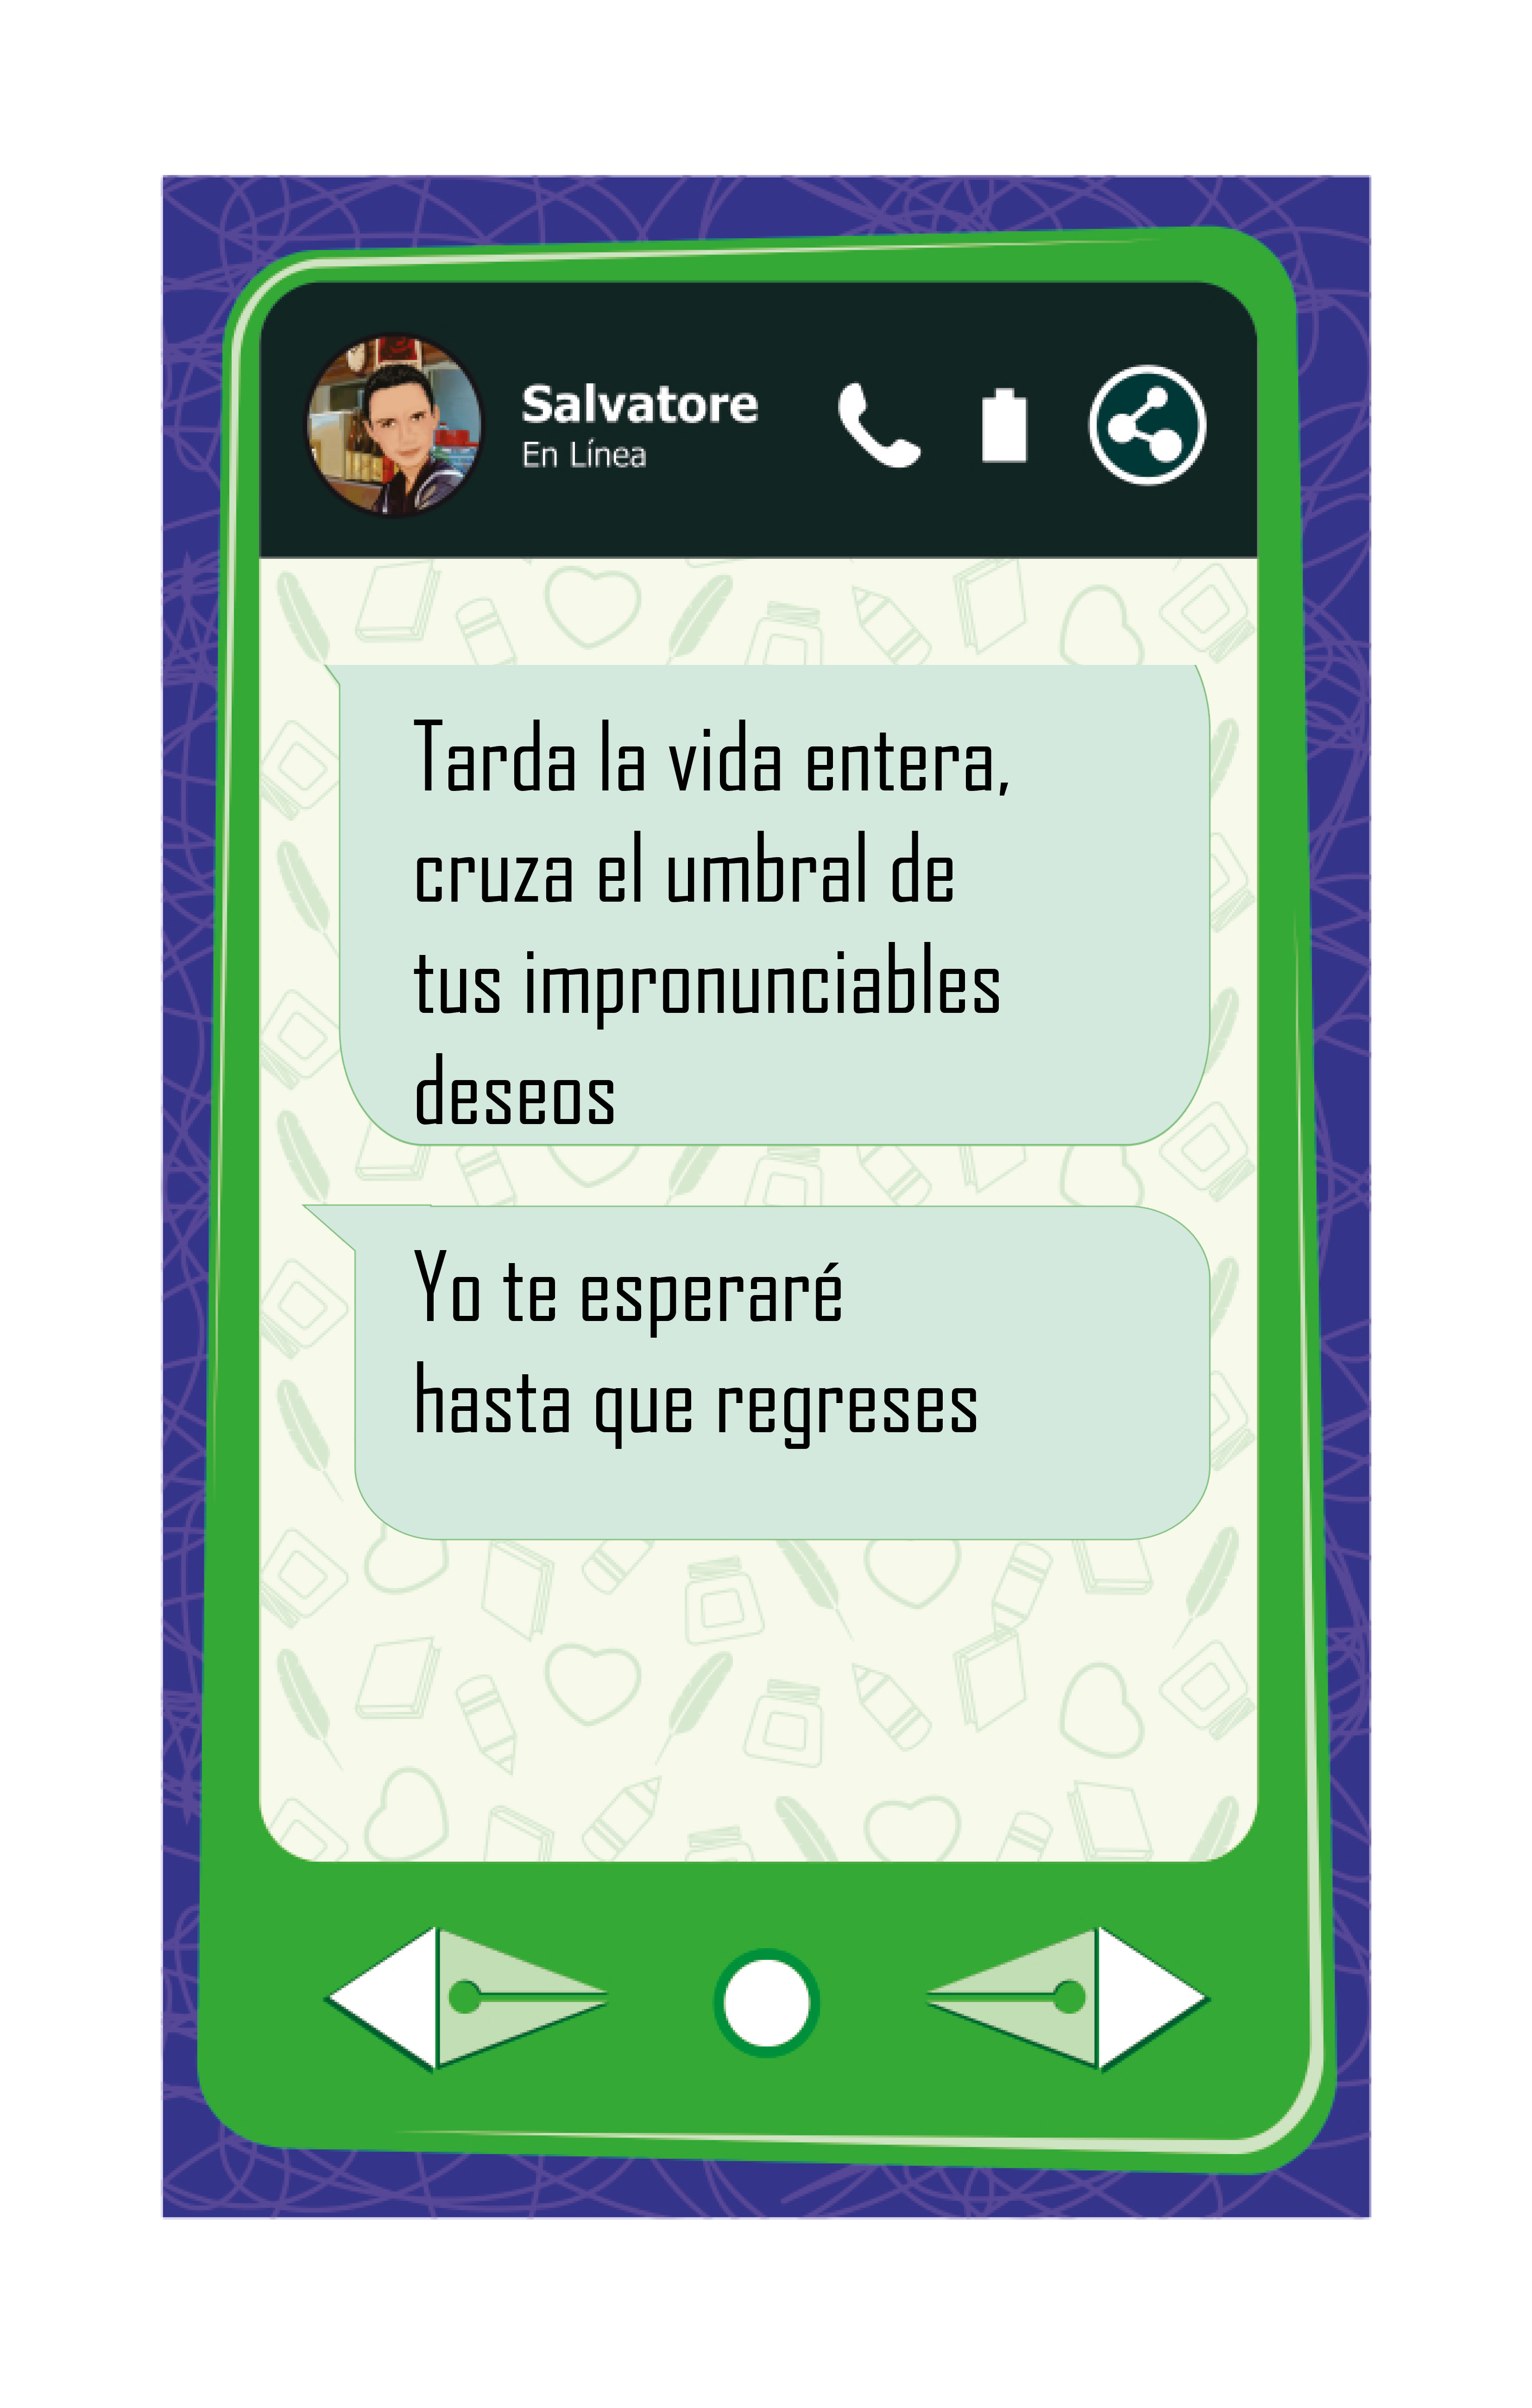 Salvatore
En Línea
Tarda la vida entera,
cruza el umbral de
tus impronunciables
deseos
Yo te esperaré
hasta que regreses